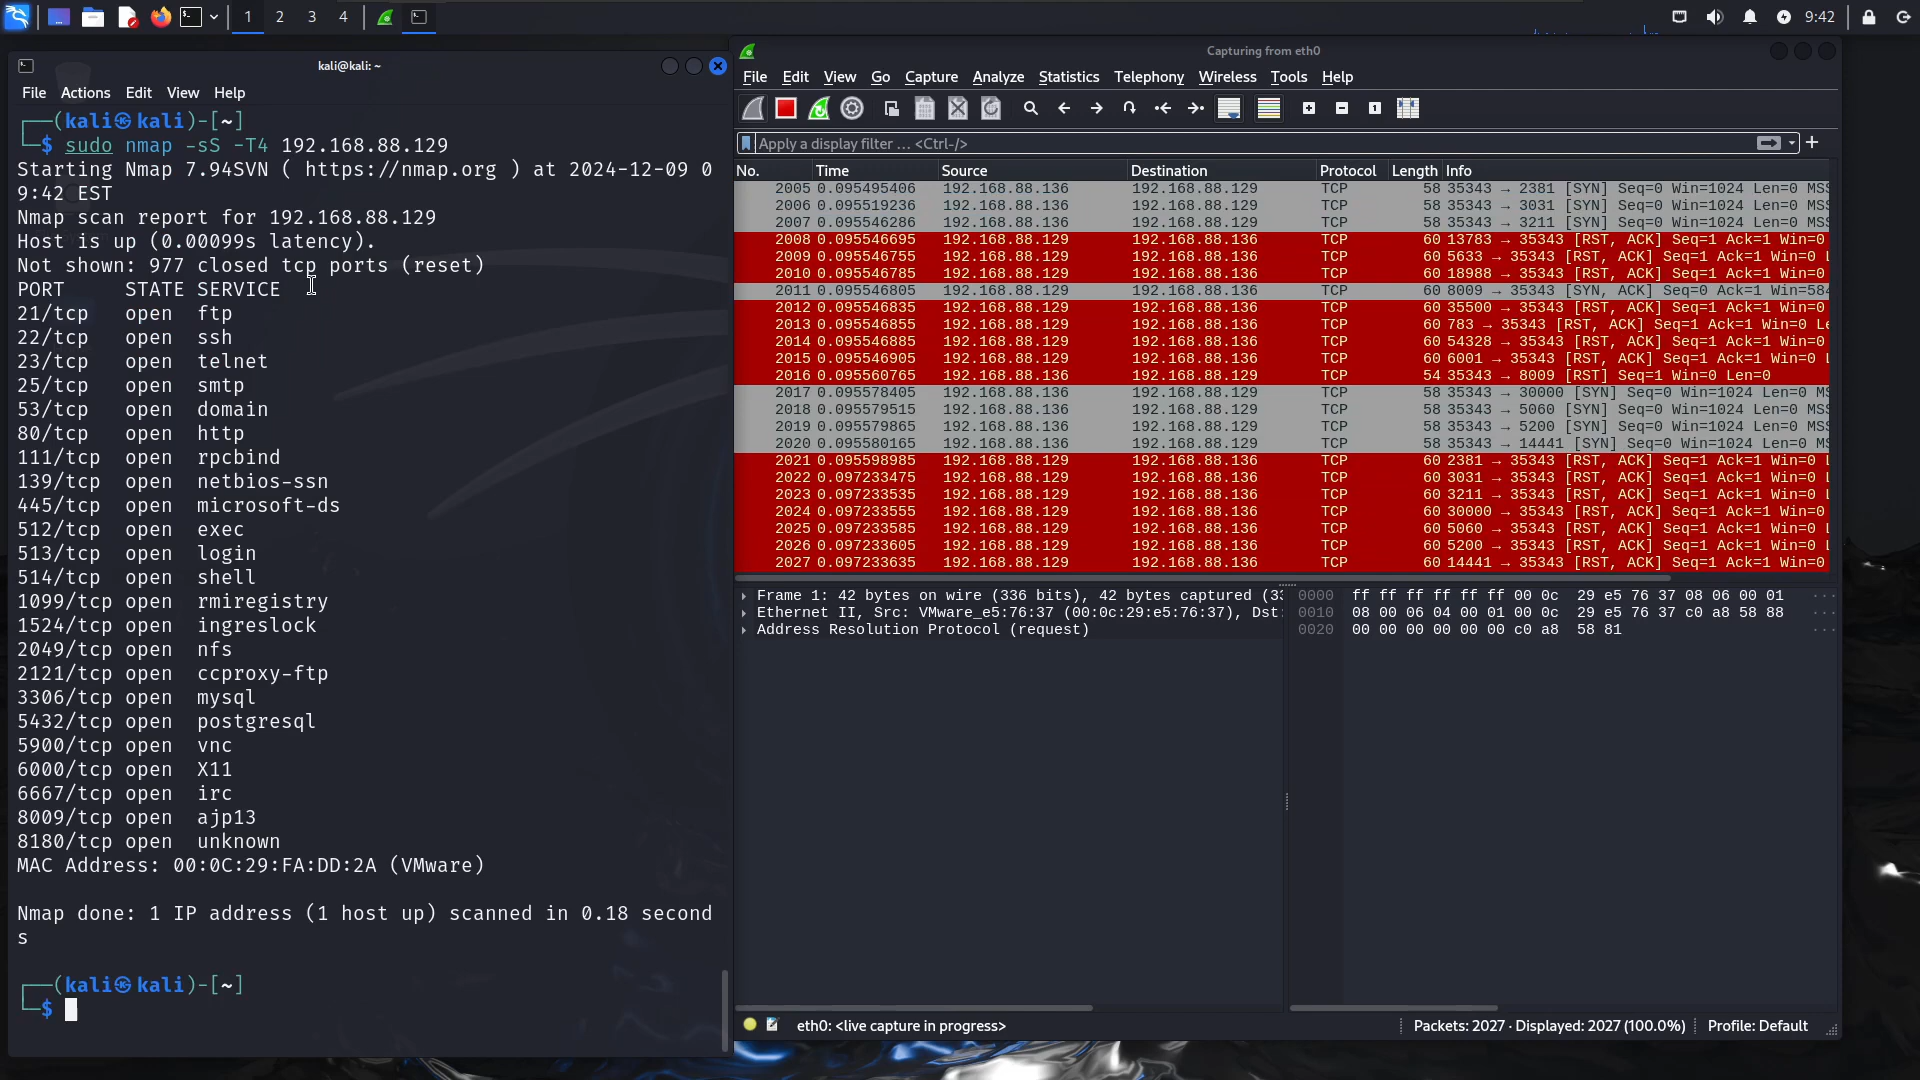 1 2 3 4 9:42
kali@kali: ~
File Actions Edit View Help
┌──(kali㉿kali)-[~]
└─$ sudo nmap -sS -T4 192.168.88.129
Starting Nmap 7.94SVN ( https://nmap.org ) at 2024-12-09 0
9:42 EST
Nmap scan report for 192.168.88.129
Host is up (0.00099s latency).
Not shown: 977 closed tcp ports (reset)
PORT STATE SERVICE
21/tcp open ftp
22/tcp open ssh
23/tcp open telnet
25/tcp open smtp
53/tcp open domain
80/tcp open http
111/tcp open rpcbind
139/tcp open netbios-ssn
445/tcp open microsoft-ds
512/tcp open exec
513/tcp open login
514/tcp open shell
1099/tcp open rmiregistry
1524/tcp open ingreslock
2049/tcp open nfs
2121/tcp open ccproxy-ftp
3306/tcp open mysql
5432/tcp open postgresql
5900/tcp open vnc
6000/tcp open X11
6667/tcp open irc
8009/tcp open ajp13
8180/tcp open unknown
MAC Address: 00:0C:29:FA:DD:2A (VMware)
Nmap done: 1 IP address (1 host up) scanned in 0.18 second
s
┌──(kali㉿kali)-[~]
└─$
Capturing from eth0
File Edit View Go Capture Analyze Statistics Telephony Wireless Tools Help
Apply a display filter ... <Ctrl-/>
No. Time Source Destination Protocol Length Info
2005 0.095495406 192.168.88.136 192.168.88.129 TCP 58 35343 → 2381 [SYN] Seq=0 Win=1024 Len=0 MSS
2006 0.095519236 192.168.88.136 192.168.88.129 TCP 58 35343 → 3031 [SYN] Seq=0 Win=1024 Len=0 MSS
2007 0.095546286 192.168.88.136 192.168.88.129 TCP 58 35343 → 3211 [SYN] Seq=0 Win=1024 Len=0 MSS
2008 0.095546695 192.168.88.129 192.168.88.136 TCP 60 13783 → 35343 [RST, ACK] Seq=1 Ack=1 Win=0
2009 0.095546755 192.168.88.129 192.168.88.136 TCP 60 5633 → 35343 [RST, ACK] Seq=1 Ack=1 Win=0 L
2010 0.095546785 192.168.88.129 192.168.88.136 TCP 60 18988 → 35343 [RST, ACK] Seq=1 Ack=1 Win=0
2011 0.095546805 192.168.88.129 192.168.88.136 TCP 60 8009 → 35343 [SYN, ACK] Seq=0 Ack=1 Win=584
2012 0.095546835 192.168.88.129 192.168.88.136 TCP 60 35500 → 35343 [RST, ACK] Seq=1 Ack=1 Win=0
2013 0.095546855 192.168.88.129 192.168.88.136 TCP 60 783 → 35343 [RST, ACK] Seq=1 Ack=1 Win=0 Le
2014 0.095546885 192.168.88.129 192.168.88.136 TCP 60 54328 → 35343 [RST, ACK] Seq=1 Ack=1 Win=0
2015 0.095546905 192.168.88.129 192.168.88.136 TCP 60 6001 → 35343 [RST, ACK] Seq=1 Ack=1 Win=0 L
2016 0.095560765 192.168.88.136 192.168.88.129 TCP 54 35343 → 8009 [RST] Seq=1 Win=0 Len=0
2017 0.095578405 192.168.88.136 192.168.88.129 TCP 58 35343 → 30000 [SYN] Seq=0 Win=1024 Len=0 MS
2018 0.095579515 192.168.88.136 192.168.88.129 TCP 58 35343 → 5060 [SYN] Seq=0 Win=1024 Len=0 MSS
2019 0.095579865 192.168.88.136 192.168.88.129 TCP 58 35343 → 5200 [SYN] Seq=0 Win=1024 Len=0 MSS
2020 0.095580165 192.168.88.136 192.168.88.129 TCP 58 35343 → 14441 [SYN] Seq=0 Win=1024 Len=0 MS
2021 0.095598985 192.168.88.129 192.168.88.136 TCP 60 2381 → 35343 [RST, ACK] Seq=1 Ack=1 Win=0 L
2022 0.097233475 192.168.88.129 192.168.88.136 TCP 60 3031 → 35343 [RST, ACK] Seq=1 Ack=1 Win=0 L
2023 0.097233535 192.168.88.129 192.168.88.136 TCP 60 3211 → 35343 [RST, ACK] Seq=1 Ack=1 Win=0 L
2024 0.097233555 192.168.88.129 192.168.88.136 TCP 60 30000 → 35343 [RST, ACK] Seq=1 Ack=1 Win=0
2025 0.097233585 192.168.88.129 192.168.88.136 TCP 60 5060 → 35343 [RST, ACK] Seq=1 Ack=1 Win=0 L
2026 0.097233605 192.168.88.129 192.168.88.136 TCP 60 5200 → 35343 [RST, ACK] Seq=1 Ack=1 Win=0 L
2027 0.097233635 192.168.88.129 192.168.88.136 TCP 60 14441 → 35343 [RST, ACK] Seq=1 Ack=1 Win=0
Frame 1: 42 bytes on wire (336 bits), 42 bytes captured (33
Ethernet II, Src: VMware_e5:76:37 (00:0c:29:e5:76:37), Dst:
Address Resolution Protocol (request)
0000 ff ff ff ff ff ff 00 0c 29 e5 76 37 08 06 00 01 ···
0010 08 00 06 04 00 01 00 0c 29 e5 76 37 c0 a8 58 88 ···
0020 00 00 00 00 00 00 c0 a8 58 81 ···
eth0: <live capture in progress>
Packets: 2027 · Displayed: 2027 (100.0%)
Profile: Default